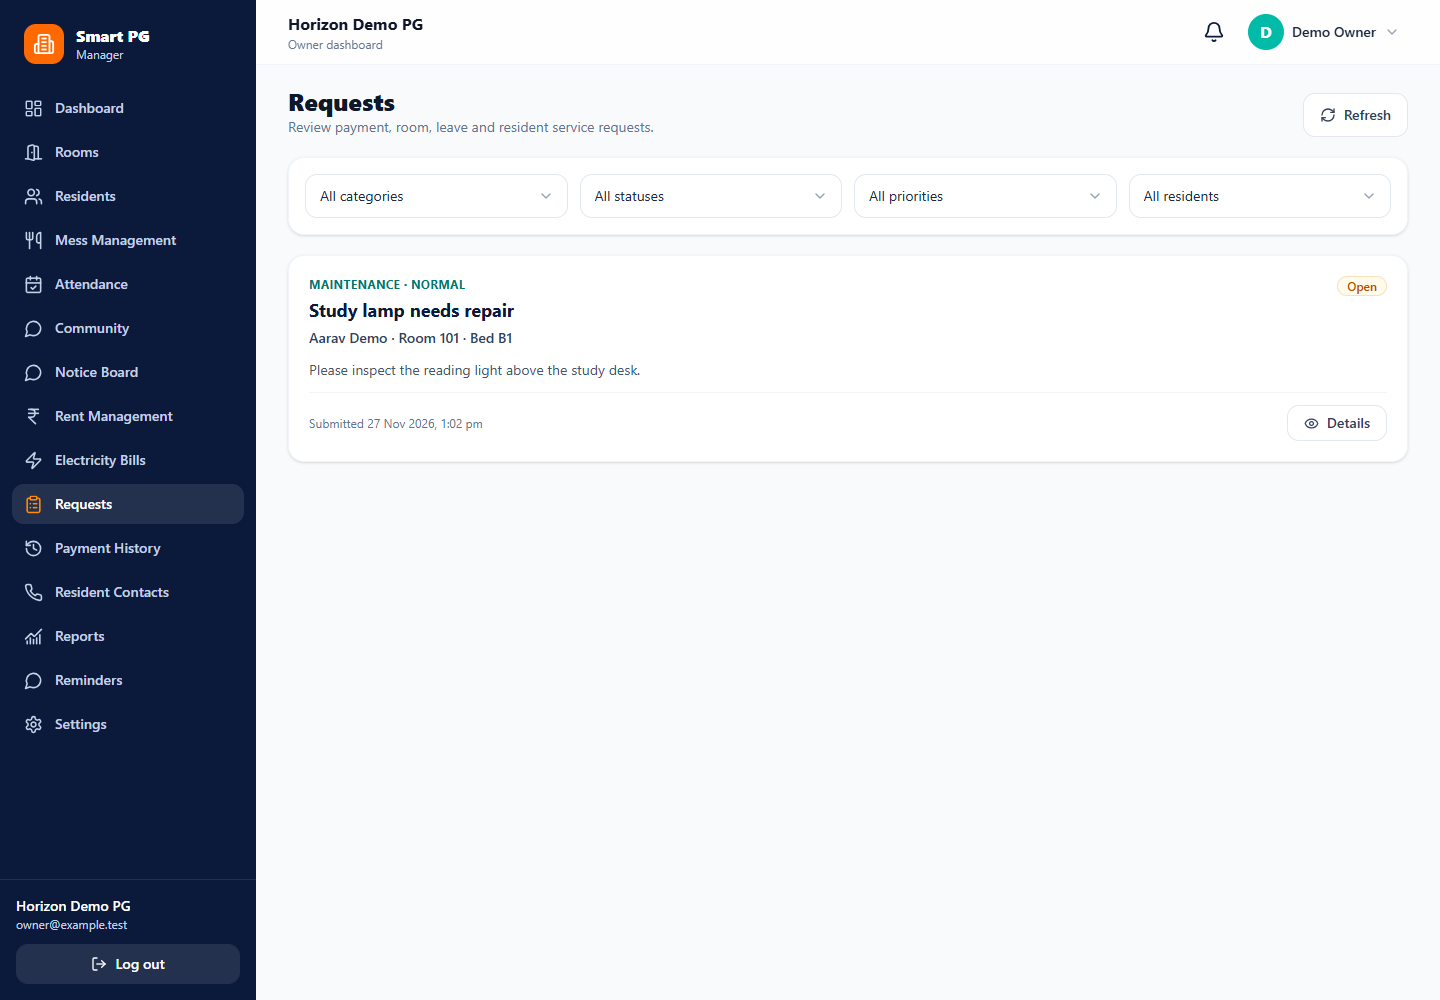 Smart PG
Manager
Dashboard
Rooms
Residents
Mess Management
Attendance
Community
Notice Board
Rent Management
Electricity Bills
Requests
Payment History
Resident Contacts
Reports
Reminders
Settings
Horizon Demo PG
owner@example.test
Log out
Horizon Demo PG
Owner dashboard
D
Demo Owner
Requests
Review payment, room, leave and resident service requests.
Refresh
All categories
All statuses
All priorities
All residents
MAINTENANCE · NORMAL
Open
Study lamp needs repair
Aarav Demo · Room 101 · Bed B1
Please inspect the reading light above the study desk.
Submitted 27 Nov 2026, 1:02 pm
Details